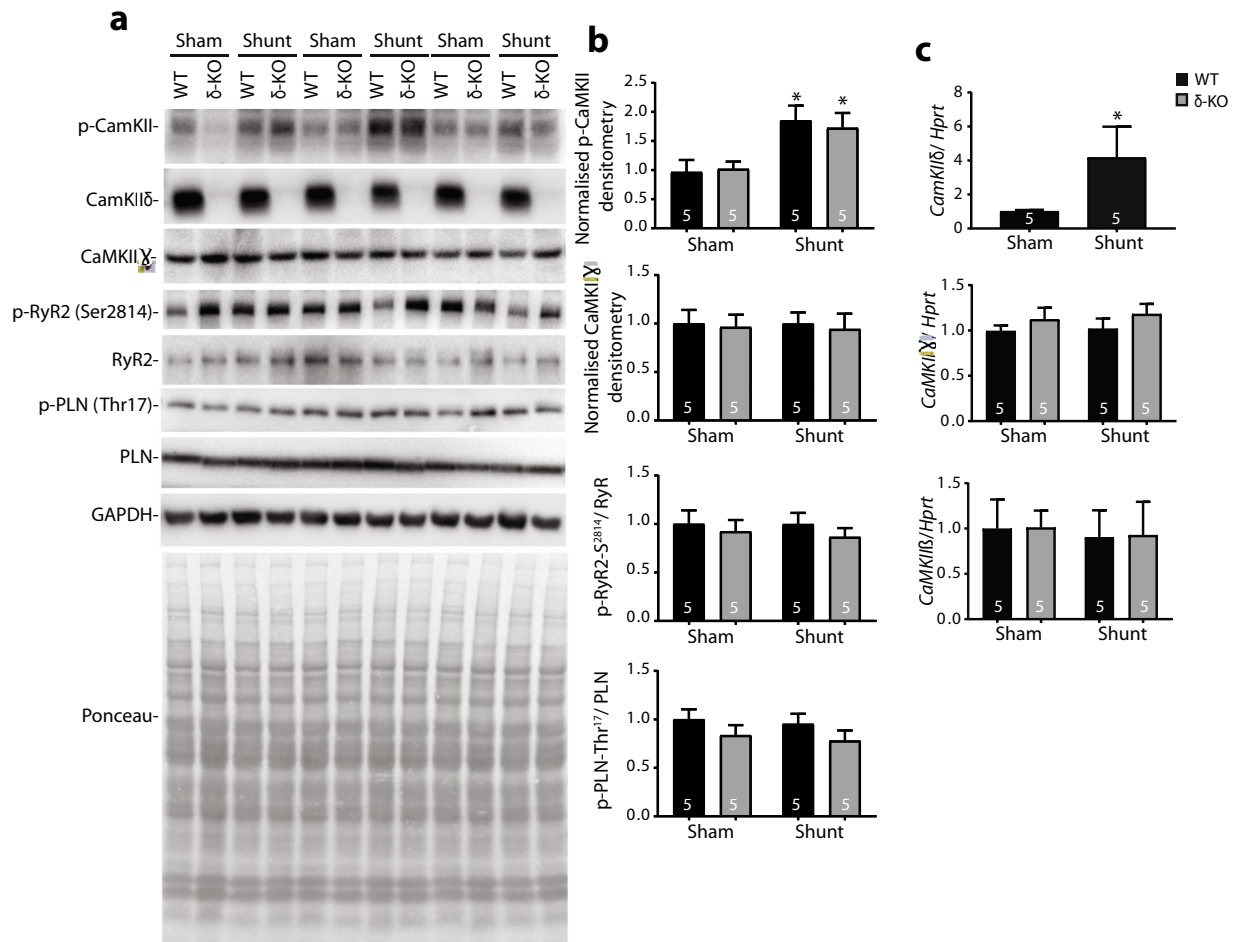 a
Sham Shunt Sham Shunt Sham Shunt
WT δ-KO WT δ-KO WT δ-KO WT δ-KO WT δ-KO WT δ-KO
p-CamKII-
CamKIIδ-
CaMKIIɣ-
p-RyR2 (Ser2814)-
RyR2-
p-PLN (Thr17)-
PLN-
GAPDH-
Ponceau-
b
Normalised p-CaMKII
densitometry
2.5
2.0
1.5
1.0
0.5
0.0
* *
5 5 5 5
Sham Shunt
Normalised CaMKIIɣ
densitometry
1.5
1.0
0.5
0.0
5 5 5 5
Sham Shunt
p-RyR2-S²⁸¹⁴/ RyR
1.5
1.0
0.5
0.0
5 5 5 5
Sham Shunt
p-PLN-Thr¹⁷/ PLN
1.5
1.0
0.5
0.0
5 5 5 5
Sham Shunt
c
WT
δ-KO
CamKIIδ/ Hprt
8
6
4
2
0
*
5 5
Sham Shunt
CaMKIIɣ/ Hprt
1.5
1.0
0.5
0.0
5 5 5 5
Sham Shunt
CaMKIIß/Hprt
1.5
1.0
0.5
0.0
5 5 5 5
Sham Shunt